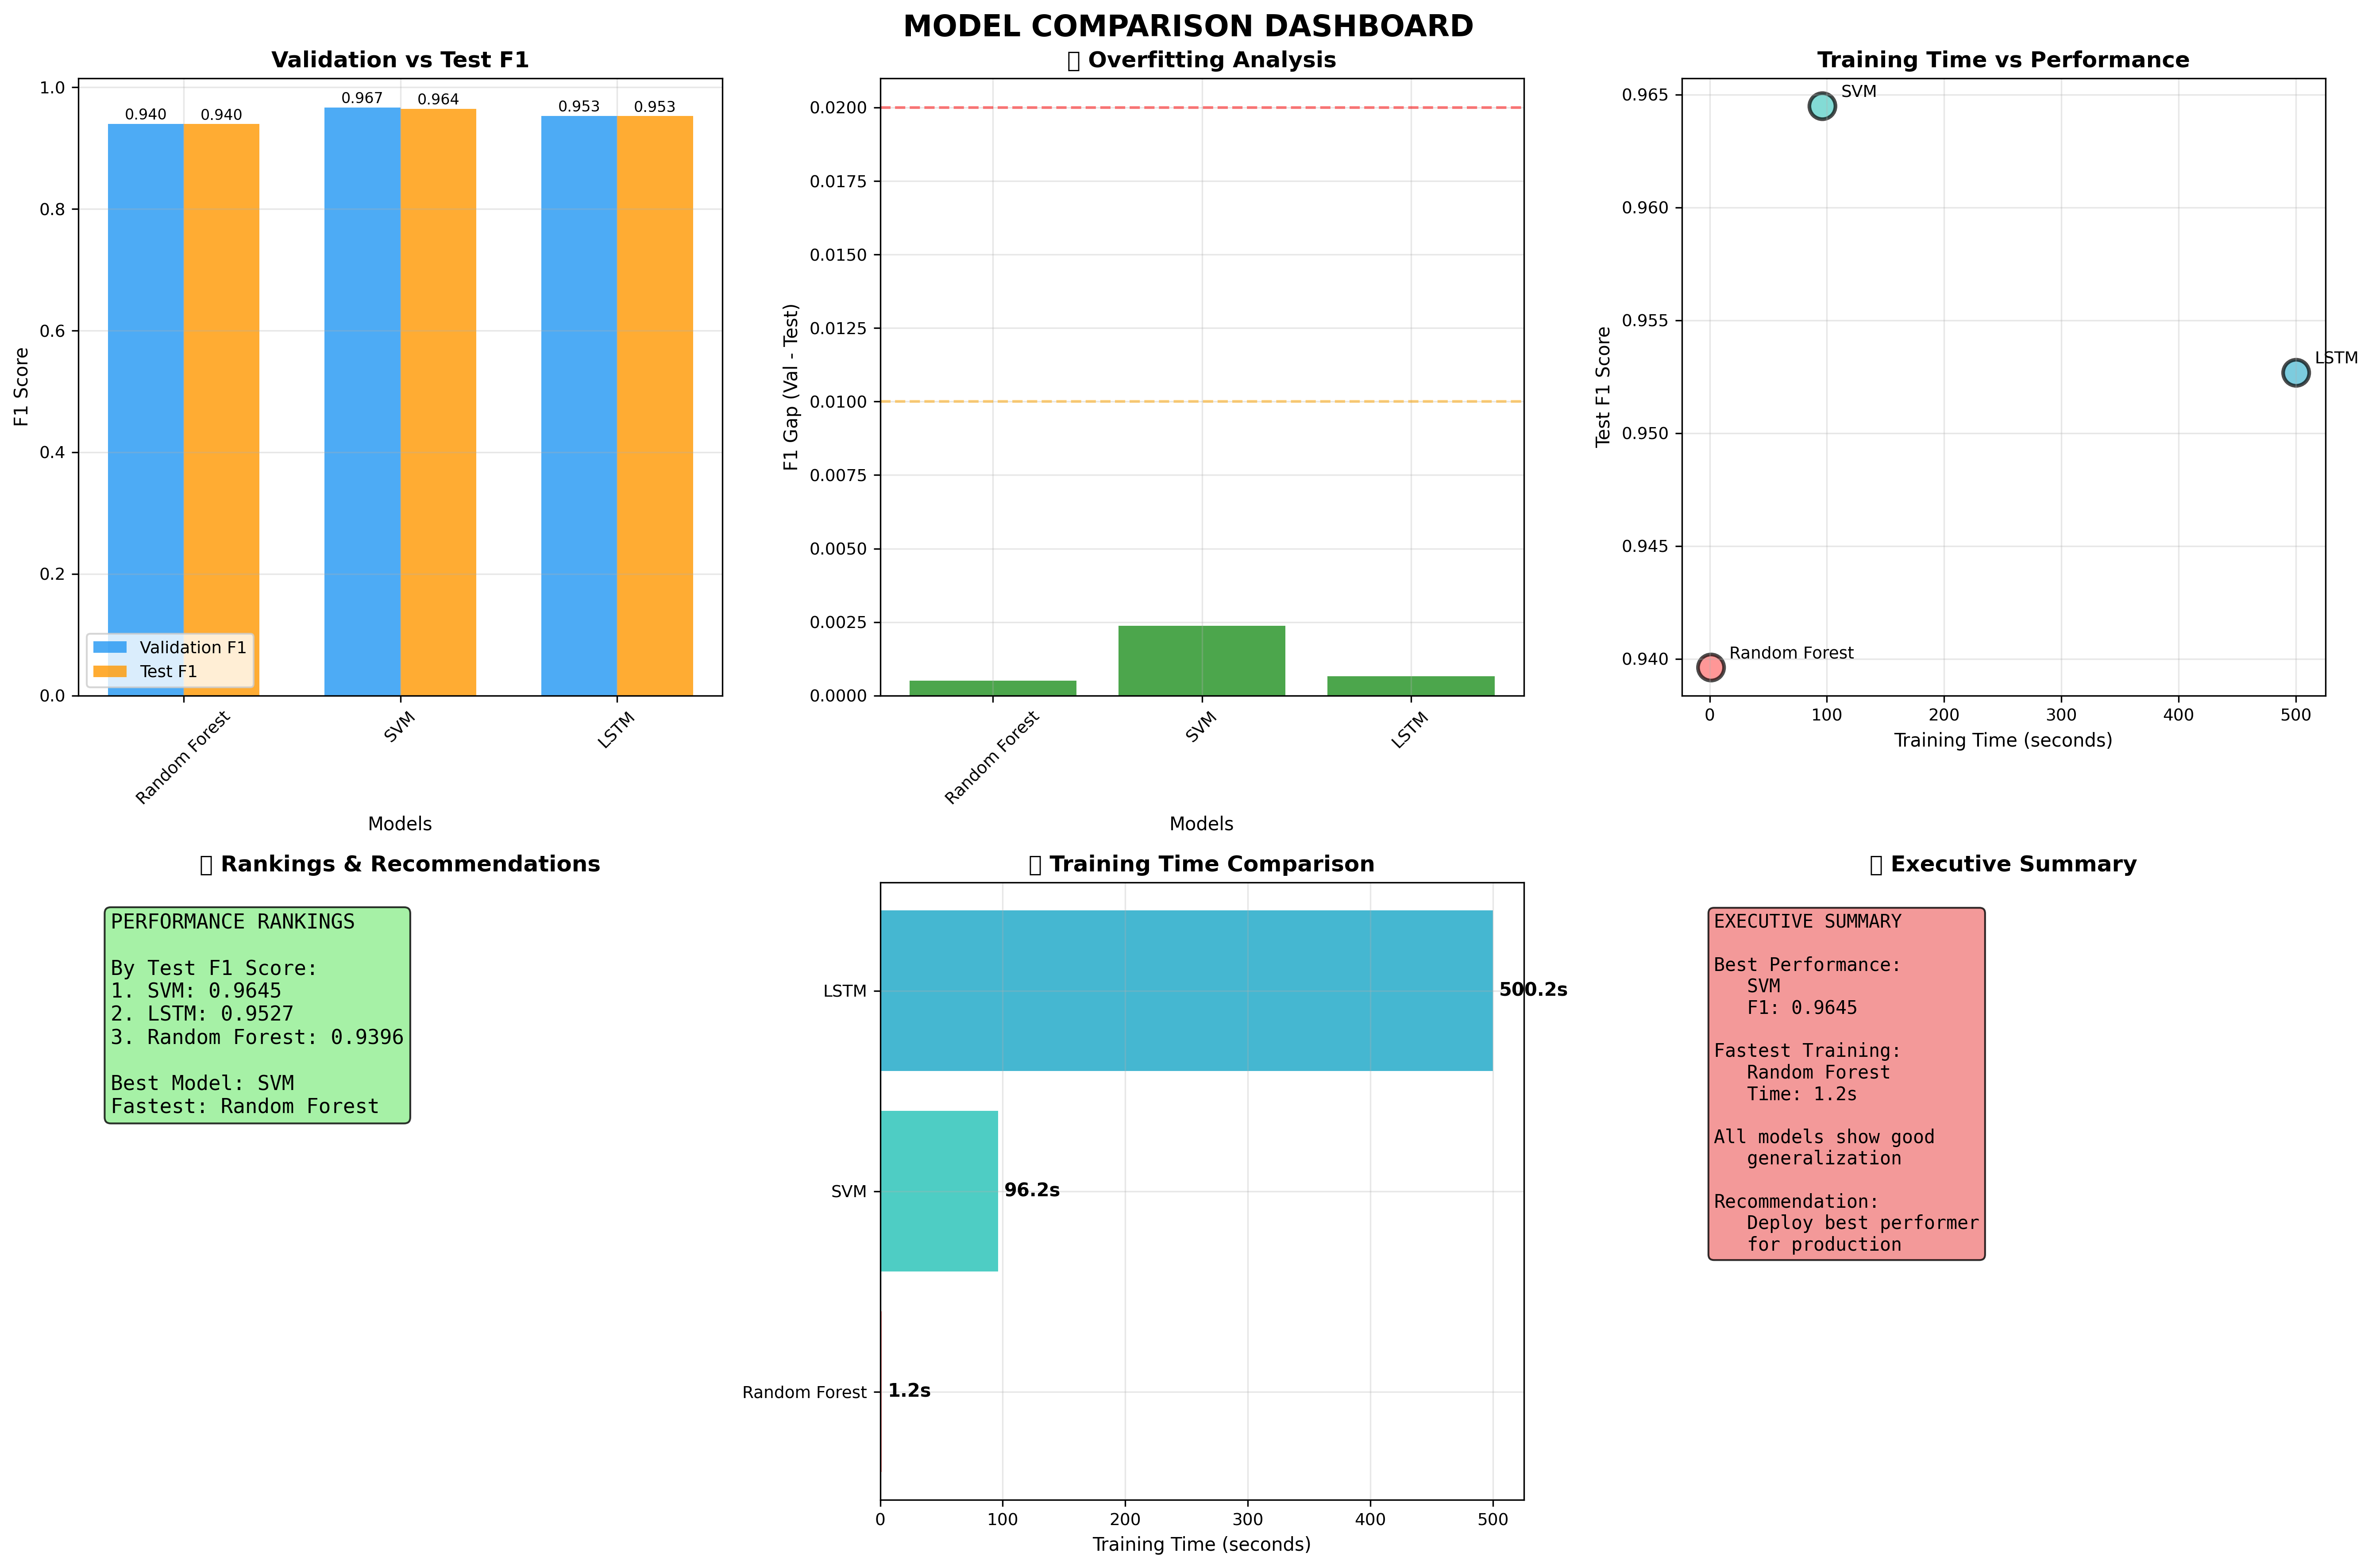 MODEL COMPARISON DASHBOARD
Validation vs Test F1
F1 Score
1.0
0.8
0.6
0.4
0.2
0.0
0.940
0.940
0.967
0.964
0.953
0.953
Validation F1
Test F1
Random Forest
SVM
LSTM
Models
Overfitting Analysis
F1 Gap (Val - Test)
0.0200
0.0175
0.0150
0.0125
0.0100
0.0075
0.0050
0.0025
0.0000
Random Forest
SVM
LSTM
Models
Training Time vs Performance
Test F1 Score
0.965
0.960
0.955
0.950
0.945
0.940
SVM
LSTM
Random Forest
0
100
200
300
400
500
Training Time (seconds)
Rankings & Recommendations
PERFORMANCE RANKINGS
By Test F1 Score:
1. SVM: 0.9645
2. LSTM: 0.9527
3. Random Forest: 0.9396
Best Model: SVM
Fastest: Random Forest
Training Time Comparison
LSTM
500.2s
SVM
96.2s
Random Forest
1.2s
0
100
200
300
400
500
Training Time (seconds)
Executive Summary
EXECUTIVE SUMMARY
Best Performance:
SVM
F1: 0.9645
Fastest Training:
Random Forest
Time: 1.2s
All models show good
generalization
Recommendation:
Deploy best performer
for production